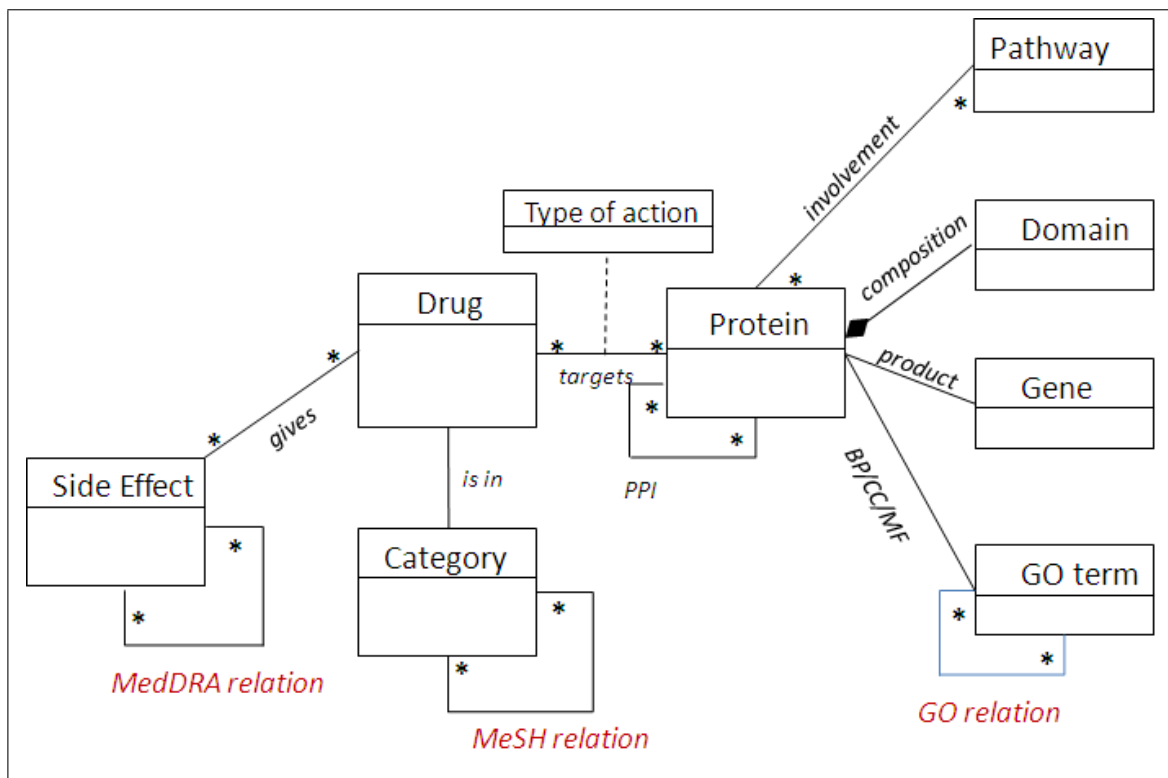 Pathway
*
involvement
Type of action
composition
Domain
Drug
*
Protein
*
*
*
targets
product
Gene
*
*
PPI
gives
*
BP/CC/MF
Side Effect
is in
*
*
MedDRA relation
Category
*
*
MeSH relation
GO term
*
*
GO relation